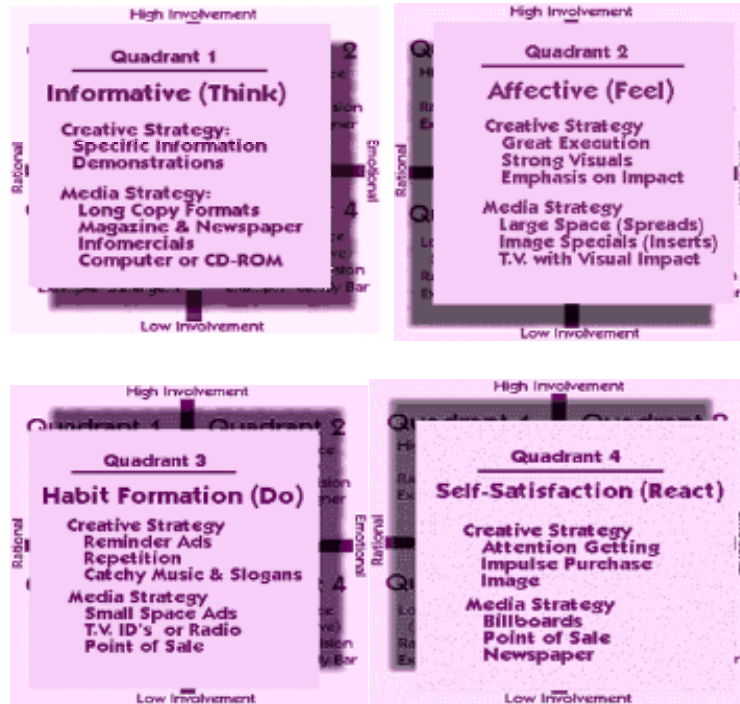 High Involvement
Quadrant 1
Informative (Think)
Creative Strategy:
Specific Information
Demonstrations
Media Strategy:
Long Copy Formats
Magazine & Newspaper
Infomercials
Computer or CD-ROM
Rational
Emotional
2
4
Low Involvement
High Involvement
Quadrant 2
Affective (Feel)
Creative Strategy
Great Execution
Strong Visuals
Emphasis on Impact
Media Strategy
Large Space (Spreads)
Image Specials (Inserts)
T.V. with Visual Impact
Rational
Low Involvement
High Involvement
Quadrant 1 Quadrant 2
Quadrant 3
Habit Formation (Do)
Creative Strategy
Reminder Ads
Repetition
Catchy Music & Slogans
Media Strategy
Small Space Ads
T.V. ID's or Radio
Point of Sale
Rational
Emotional
4
Low Involvement
High Involvement
Quadrant 4
Self-Satisfaction (React)
Creative Strategy
Attention Getting
Impulse Purchase
Image
Media Strategy
Billboards
Point of Sale
Newspaper
Rational
Low Involvement